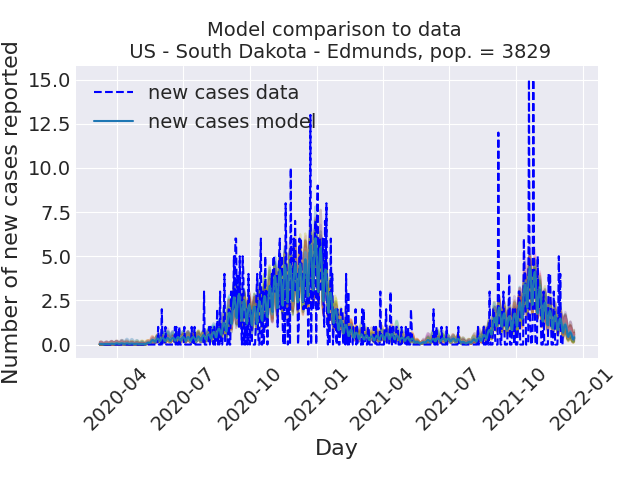 Model comparison to data
US - South Dakota - Edmunds, pop. = 3829
Number of new cases reported
15.0
12.5
10.0
7.5
5.0
2.5
0.0
new cases data
new cases model
2020-04
2020-07
2020-10
2021-01
2021-04
2021-07
2021-10
2022-01
Day